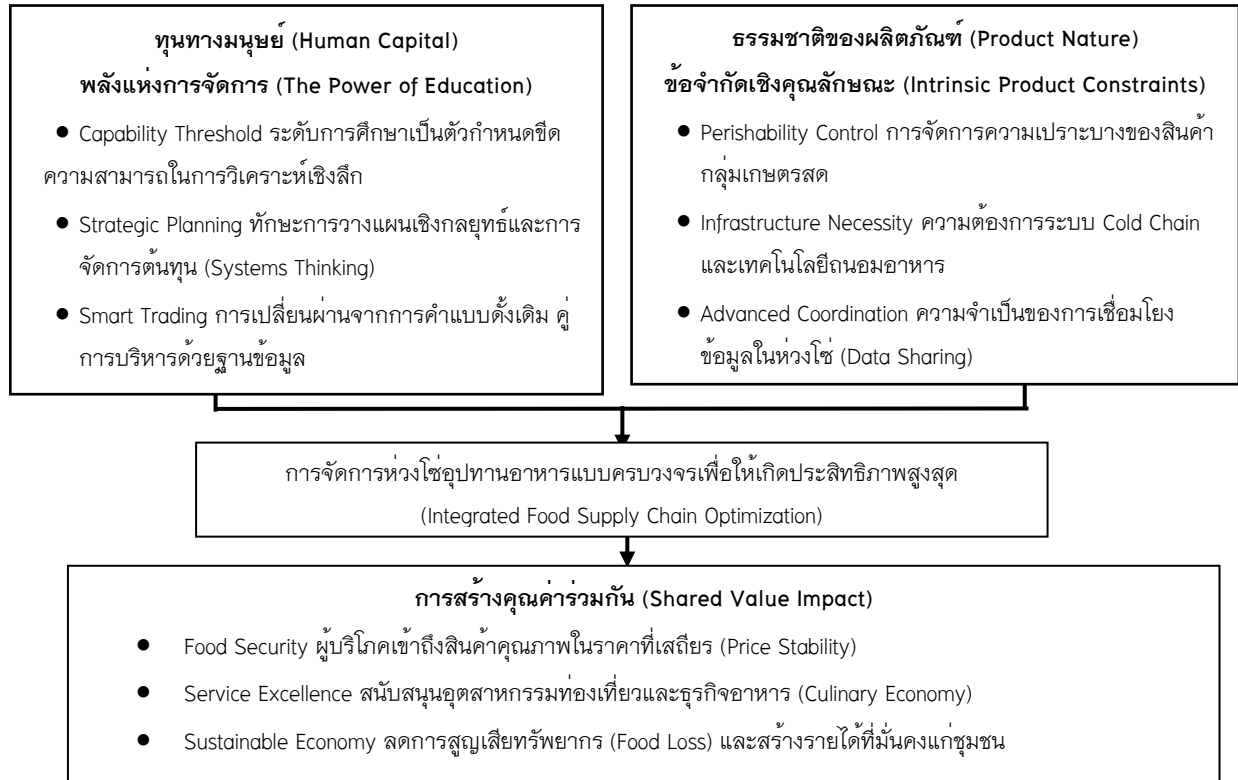 ทุนทางมนุษย์ (Human Capital)
พลังแห่งการจัดการ (The Power of Education)
● Capability Threshold ระดับการศึกษาเป็นตัวกำหนดขีด
ความสามารถในการวิเคราะห์เชิงลึก
● Strategic Planning ทักษะการวางแผนเชิงกลยุทธ์และการ
จัดการต้นทุน (Systems Thinking)
● Smart Trading การเปลี่ยนผ่านจากการค้าแบบดั้งเดิม คู่
การบริหารด้วยฐานข้อมูล
ธรรมชาติของผลิตภัณฑ์ (Product Nature)
ข้อจำกัดเชิงคุณลักษณะ (Intrinsic Product Constraints)
● Perishability Control การจัดการความเปราะบางของสินค้า
กลุ่มเกษตรสด
● Infrastructure Necessity ความต้องการระบบ Cold Chain
และเทคโนโลยีถนอมอาหาร
● Advanced Coordination ความจำเป็นของการเชื่อมโยง
ข้อมูลในห่วงโซ่ (Data Sharing)
การจัดการห่วงโซ่อุปทานอาหารแบบครบวงจรเพื่อให้เกิดประสิทธิภาพสูงสุด
(Integrated Food Supply Chain Optimization)
การสร้างคุณค่าร่วมกัน (Shared Value Impact)
● Food Security ผู้บริโภคเข้าถึงสินค้าคุณภาพในราคาที่เสถียร (Price Stability)
● Service Excellence สนับสนุนอุตสาหกรรมท่องเที่ยวและธุรกิจอาหาร (Culinary Economy)
● Sustainable Economy ลดการสูญเสียทรัพยากร (Food Loss) และสร้างรายได้ที่มั่นคงแก่ชุมชน